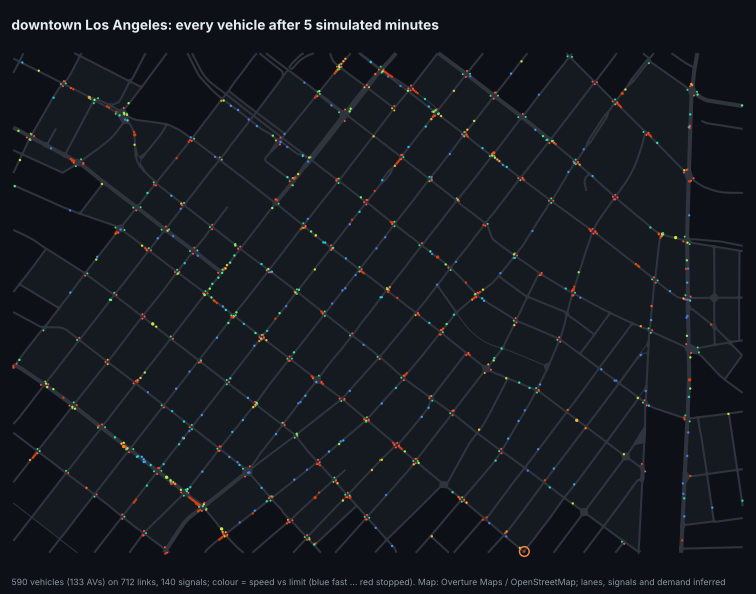 downtown Los Angeles: every vehicle after 5 simulated minutes
590 vehicles (133 AVs) on 712 links, 140 signals; colour = speed vs limit (blue fast ... red stopped). Map: Overture Maps / OpenStreetMap; lanes, signals and demand inferred